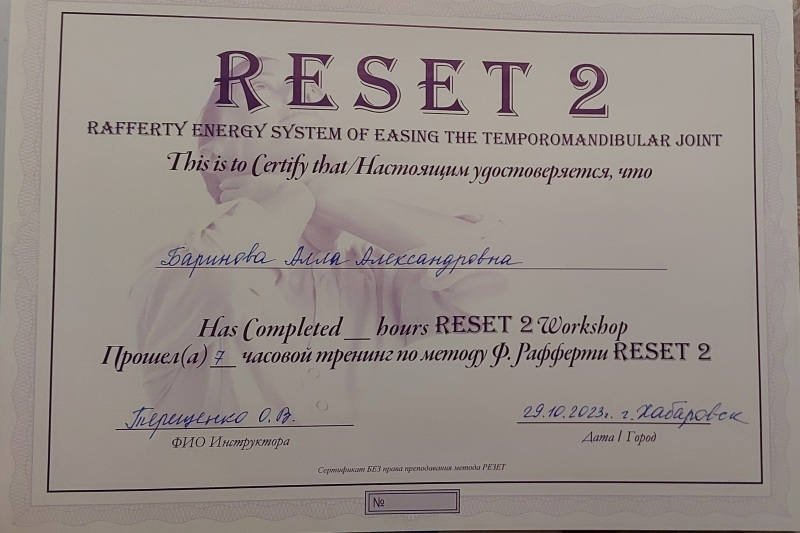 RESET 2
RAFFERTY ENERGY SYSTEM OF EASING THE TEMPOROMANDIBULAR JOINT
This is to Certify that/Настоящим удостоверяется, что
Баринова Алла Александровна
Has Completed __ hours RESET 2 Workshop
Прошел(а) 7 часовой тренинг по методу Ф. Рафферти RESET 2
Терещенко О.В. 29.10.2023г. г. Хабаровск
ФИО Инструктора Дата | Город
Сертификат БЕЗ права преподавания метода РЕЗЕТ
№